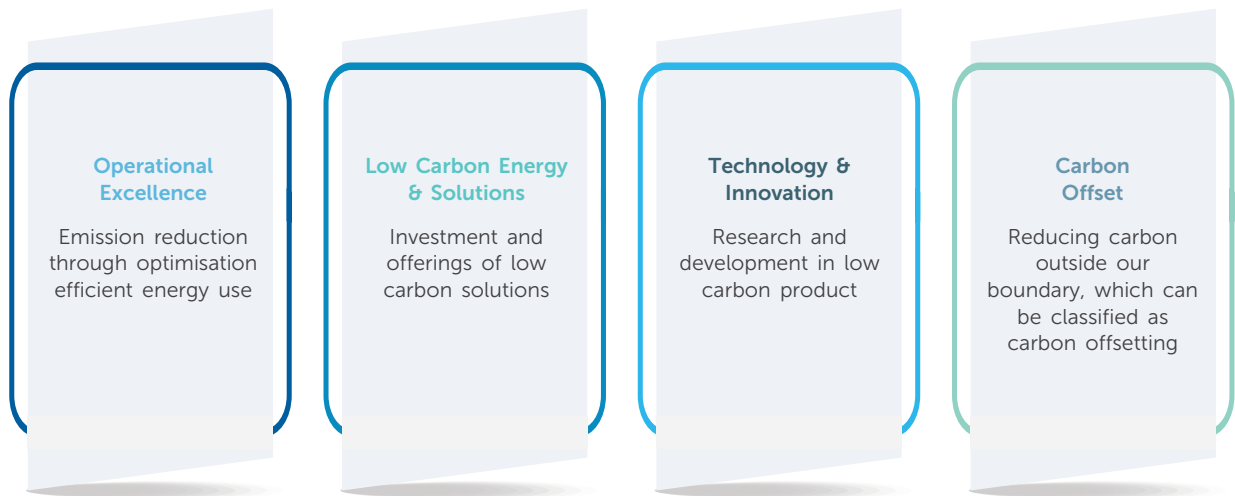 Operational
Excellence
Emission reduction
through optimisation
efficient energy use
Low Carbon Energy
& Solutions
Investment and
offerings of low
carbon solutions
Technology &
Innovation
Research and
development in low
carbon product
Carbon
Offset
Reducing carbon
outside our
boundary, which can
be classified as
carbon offsetting